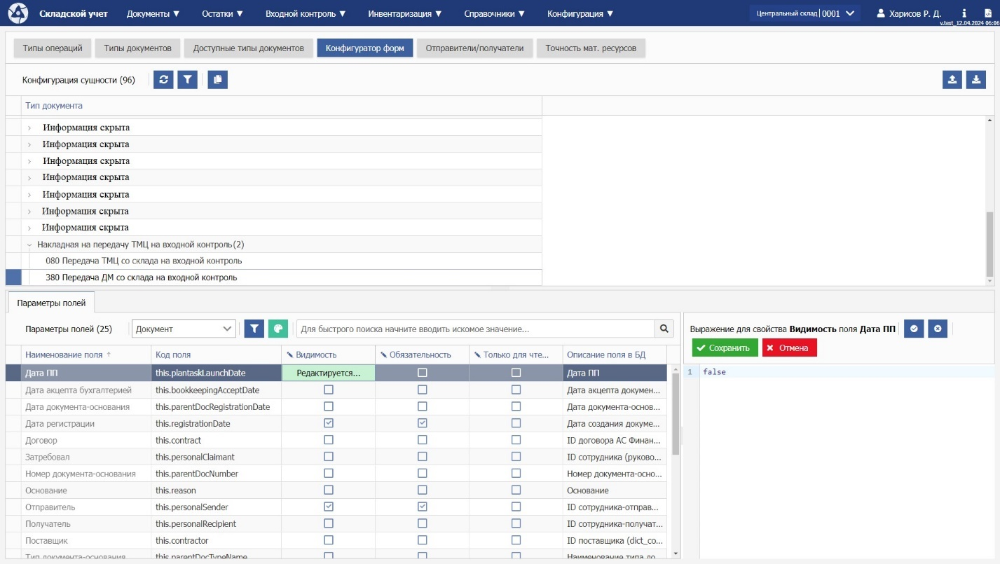 Складской учет Документы ▼ Остатки ▼ Входной контроль ▼ Инвентаризация ▼ Справочники ▼ Конфигурация ▼ Центральный склад | 0001 Харисов Р. Д.
v.test_12.04.2024 06:06
Типы операций Типы документов Доступные типы документов Конфигуратор форм Отправители/получатели Точность мат. ресурсов
Конфигурация сущности (96)
Тип документа
Информация скрыта
Информация скрыта
Информация скрыта
Информация скрыта
Информация скрыта
Информация скрыта
Информация скрыта
Накладная на передачу ТМЦ на входной контроль(2)
080 Передача ТМЦ со склада на входной контроль
380 Передача ДМ со склада на входной контроль
Параметры полей
Параметры полей (25) Документ Для быстрого поиска начните вводить искомое значение...
Выражение для свойства Видимость поля Дата ПП
Сохранить Отмена
1 false
Наименование поля ↑ Код поля Видимость Обязательность Только для чте... Описание поля в БД
Дата ПП this.plantaskLaunchDate Редактируется... Дата ПП
Дата акцепта бухгалтерией this.bookkeepingAcceptDate Дата акцепта докумен...
Дата документа-основания this.parentDocRegistrationDate Дата документа-основ...
Дата регистрации this.registrationDate Дата создания докуме...
Договор this.contract ID договора АС Финан...
Затребовал this.personalClaimant ID сотрудника (руково...
Номер документа-основания this.parentDocNumber Номер документа-осно...
Основание this.reason Основание
Отправитель this.personalSender ID сотрудника-отправ...
Получатель this.personalRecipient ID сотрудника-получат...
Поставщик this.contractor ID поставщика (dict_co...
Тип документа-основания this.parentDocTypeName Наименование типа до...